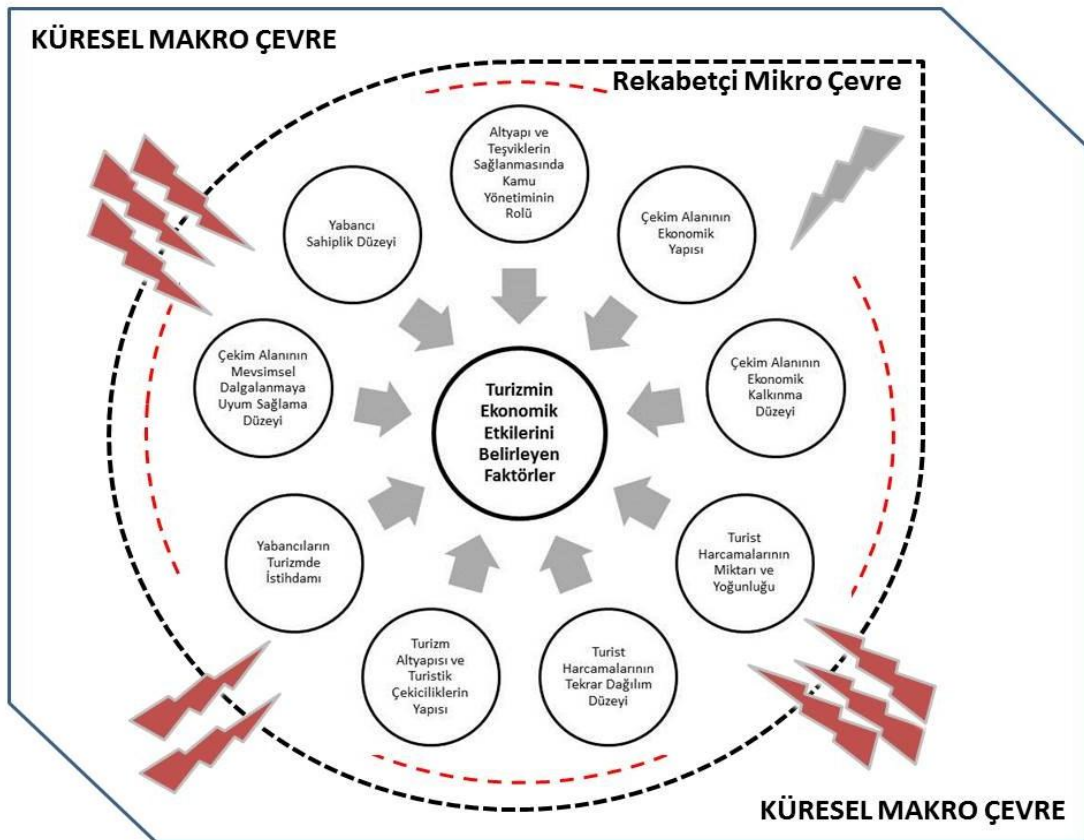 KÜRESEL MAKRO ÇEVRE
Rekabetçi Mikro Çevre
Altyapı ve
Teşviklerin
Sağlanmasında
Kamu
Yönetiminin
Rolü
Çekim Alanının
Ekonomik
Yapısı
Çekim Alanının
Ekonomik
Kalkınma
Düzeyi
Turist
Harcamalarının
Miktarı ve
Yoğunluğu
Turist
Harcamalarının
Tekrar Dağılım
Düzeyi
Turizm
Altyapısı ve
Turistik
Çekiciliklerin
Yapısı
Yabancıların
Turizmde
İstihdamı
Çekim Alanının
Mevsimsel
Dalgalanmaya
Uyum Sağlama
Düzeyi
Yabancı
Sahiplik Düzeyi
Turizmin
Ekonomik
Etkilerini
Belirleyen
Faktörler
KÜRESEL MAKRO ÇEVRE